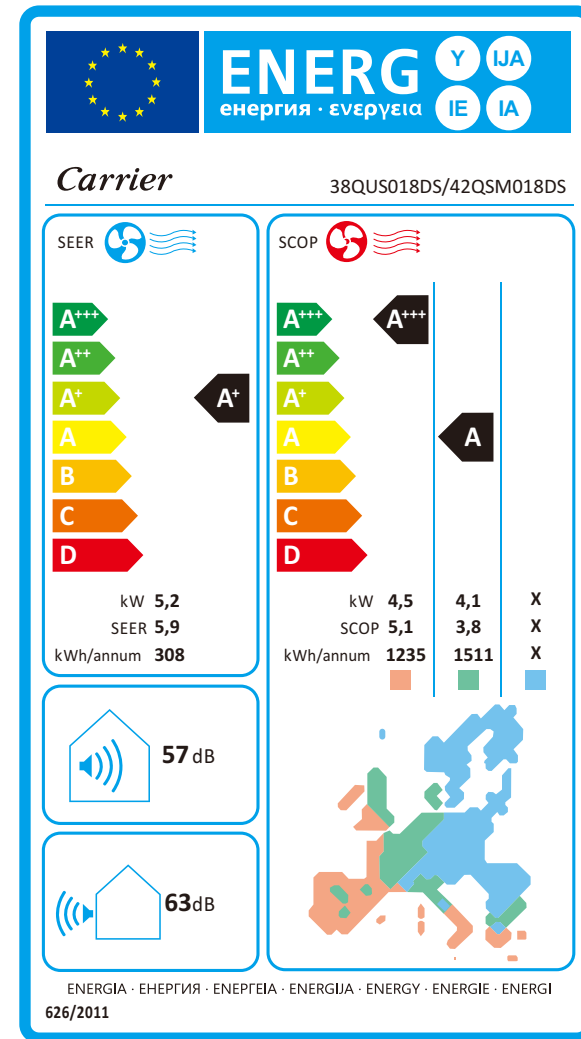 ENERG
енергия · ενεργεια
Y IJA
IE IA
Carrier
38QUS018DS/42QSM018DS
SEER
A+++
A++
A+
A
B
C
D
A+
kW 5,2
SEER 5,9
kWh/annum 308
SCOP
A+++
A++
A+
A
B
C
D
A+++
A
kW 4,5 4,1 X
SCOP 5,1 3,8 X
kWh/annum 1235 1511 X
57 dB
63dB
ENERGIA · ЕНЕРГИЯ · ΕΝΕΡΓΕΙΑ · ENERGIJA · ENERGY · ENERGIE · ENERGI
626/2011